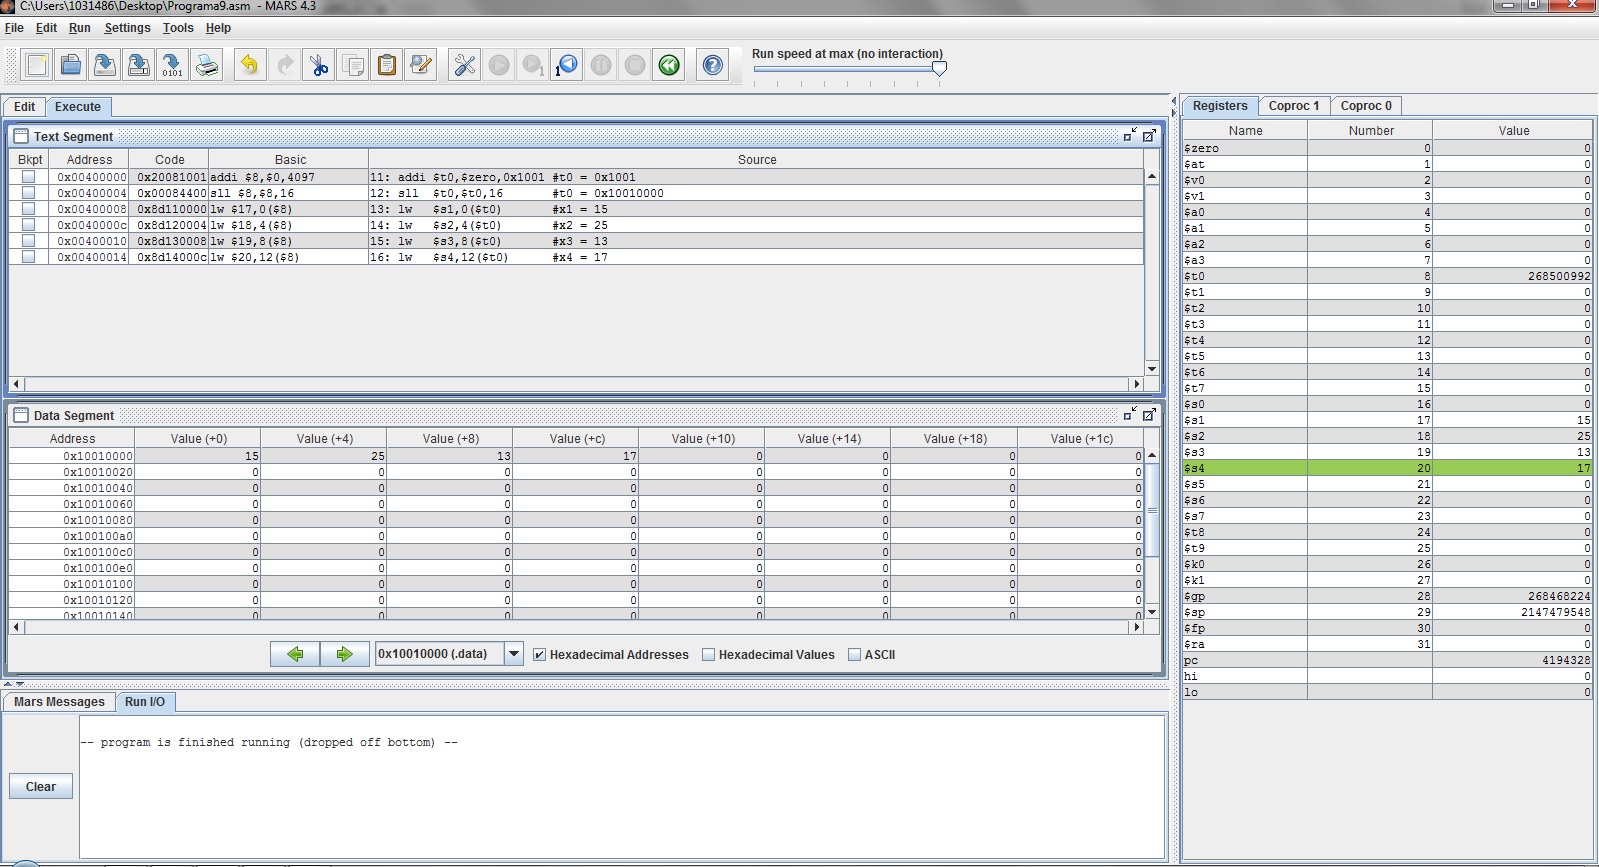 C:\Users\1031486\Desktop\Programa9.asm - MARS 4.3
File Edit Run Settings Tools Help
Run speed at max (no interaction)
Edit Execute
Text Segment
Bkpt Address Code Basic Source
0x00400000 0x20081001 addi $8,$0,4097 11: addi $t0,$zero,0x1001 #t0 = 0x1001
0x00400004 0x00084400 sll $8,$8,16 12: sll $t0,$t0,16 #t0 = 0x10010000
0x00400008 0x8d110000 lw $17,0($8) 13: lw $s1,0($t0) #x1 = 15
0x0040000c 0x8d120004 lw $18,4($8) 14: lw $s2,4($t0) #x2 = 25
0x00400010 0x8d130008 lw $19,8($8) 15: lw $s3,8($t0) #x3 = 13
0x00400014 0x8d14000c lw $20,12($8) 16: lw $s4,12($t0) #x4 = 17
Data Segment
Address Value (+0) Value (+4) Value (+8) Value (+c) Value (+10) Value (+14) Value (+18) Value (+1c)
0x10010000 15 25 13 17 0 0 0 0
0x10010020 0 0 0 0 0 0 0 0
0x10010040 0 0 0 0 0 0 0 0
0x10010060 0 0 0 0 0 0 0 0
0x10010080 0 0 0 0 0 0 0 0
0x100100a0 0 0 0 0 0 0 0 0
0x100100c0 0 0 0 0 0 0 0 0
0x100100e0 0 0 0 0 0 0 0 0
0x10010100 0 0 0 0 0 0 0 0
0x10010120 0 0 0 0 0 0 0 0
0x10010140 0 0 0 0 0 0 0 0
0x10010000 (.data) Hexadecimal Addresses Hexadecimal Values ASCII
Mars Messages Run I/O
-- program is finished running (dropped off bottom) --
Clear
Registers Coproc 1 Coproc 0
Name Number Value
$zero 0 0
$at 1 0
$v0 2 0
$v1 3 0
$a0 4 0
$a1 5 0
$a2 6 0
$a3 7 0
$t0 8 268500992
$t1 9 0
$t2 10 0
$t3 11 0
$t4 12 0
$t5 13 0
$t6 14 0
$t7 15 0
$s0 16 0
$s1 17 15
$s2 18 25
$s3 19 13
$s4 20 17
$s5 21 0
$s6 22 0
$s7 23 0
$t8 24 0
$t9 25 0
$k0 26 0
$k1 27 0
$gp 28 268468224
$sp 29 2147479548
$fp 30 0
$ra 31 0
pc 4194328
hi 0
lo 0